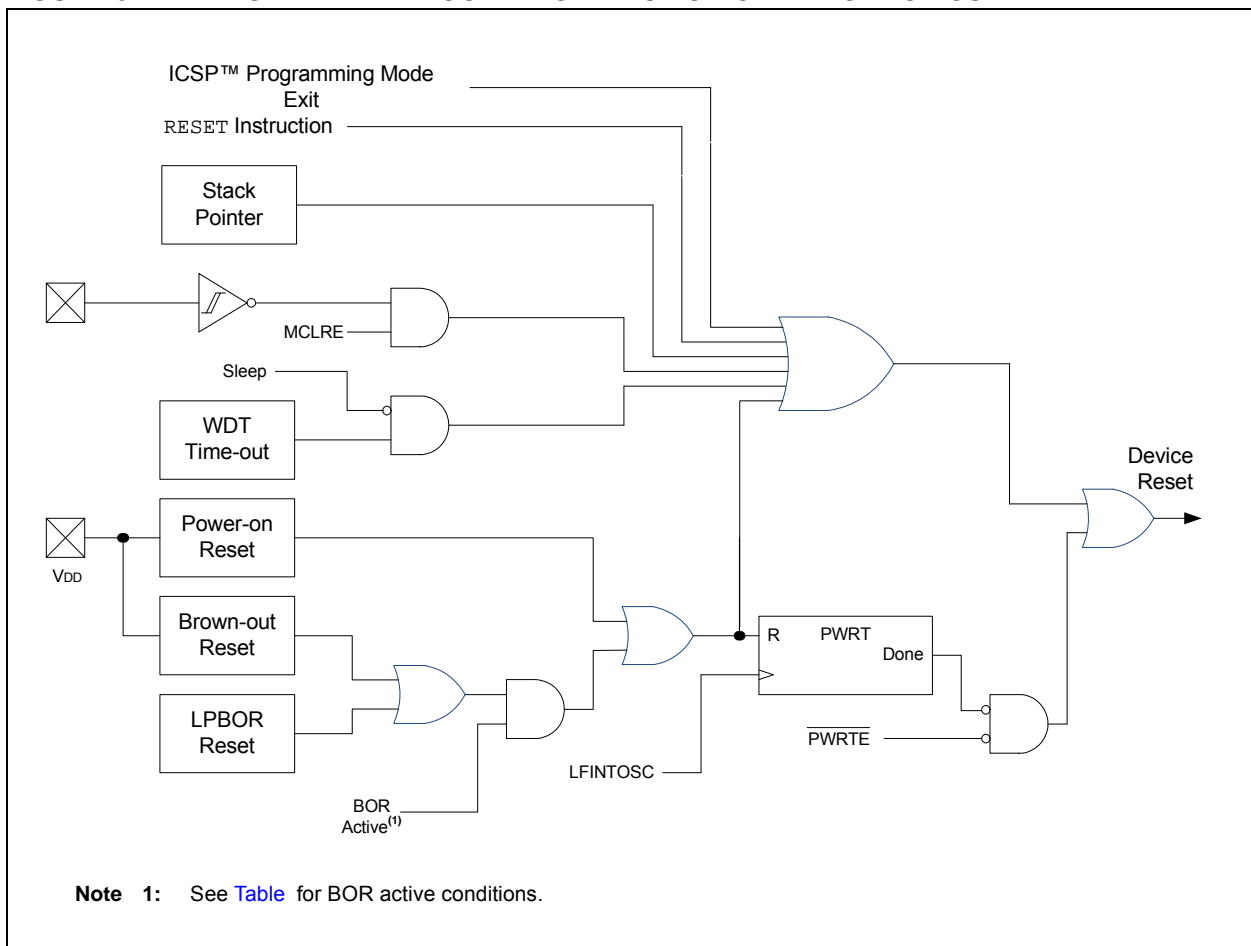 ICSP™ Programming Mode
Exit
RESET Instruction
Stack
Pointer
MCLRE
Sleep
WDT
Time-out
Device
Reset
Power-on
Reset
VDD
Brown-out
Reset
R
PWRT
Done
LPBOR
Reset
PWRTE
LFINTOSC
BOR
Active(1)
Note 1: See Table for BOR active conditions.